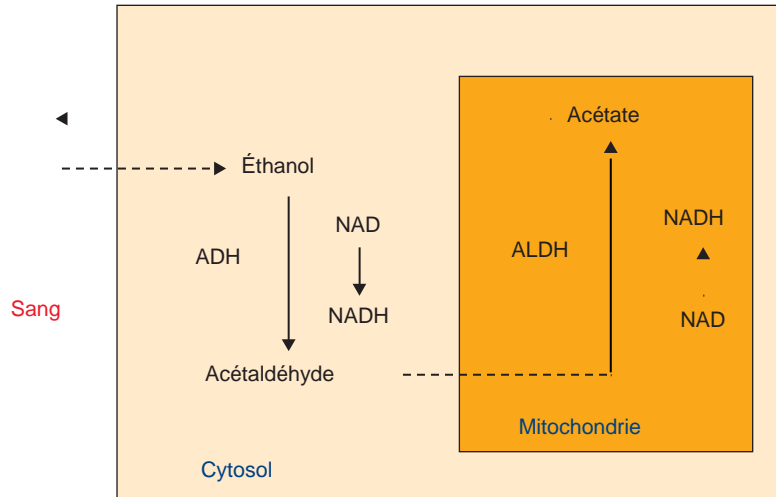 Acétate
Éthanol
NAD
NADH
ADH
ALDH
Sang
NADH
NAD
Acétaldéhyde
Mitochondrie
Cytosol